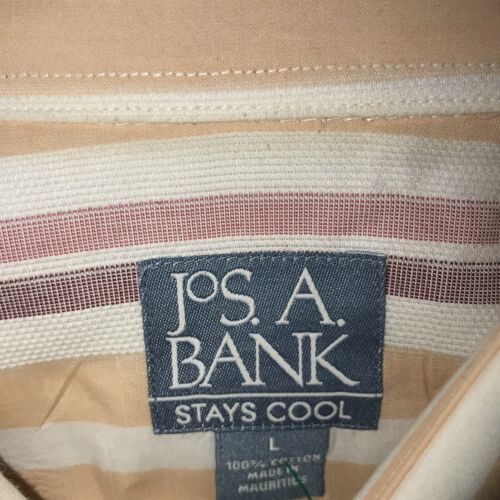 JOS. A.
BANK
STAYS COOL
L
100% COTTON
MADE IN
MAURITIUS